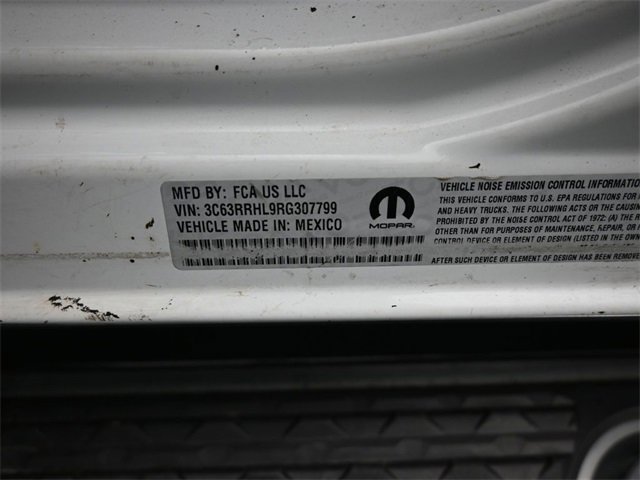 MFD BY: FCA US LLC
VIN: 3C63RRHL9RG307799
VEHICLE MADE IN: MEXICO
MOPAR
VEHICLE NOISE EMISSION CONTROL INFORMATIO
THIS VEHICLE CONFORMS TO U.S. EPA REGULATIONS FO
AND HEAVY TRUCKS. THE FOLLOWING ACTS OR THE CAUSIN
THE NOISE CONTROL ACT OF 1972: (A) THE R
OTHER THAN FOR PURPOSES OF MAINTENANCE, REPAIR, OR
CONTROL DEVICE OR ELEMENT OF DESIGN (LISTED IN THE OWN
AFTER SUCH DEVICE OR ELEMENT OF DESIGN HAS BEEN REMOVE